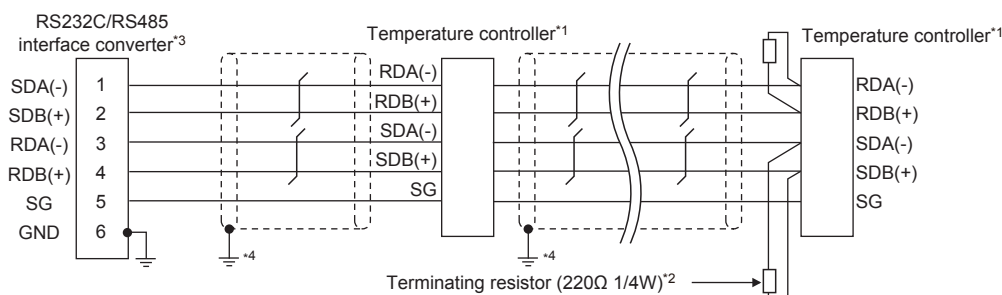 RS232C/RS485
interface converter*3
Temperature controller*1
Temperature controller*1
SDA(-) 1 RDA(-) RDA(-)
SDB(+) 2 RDB(+) RDB(+)
RDA(-) 3 SDA(-) SDA(-)
RDB(+) 4 SDB(+) SDB(+)
SG 5 SG SG
GND 6
*4 *4
Terminating resistor (220Ω 1/4W)*2